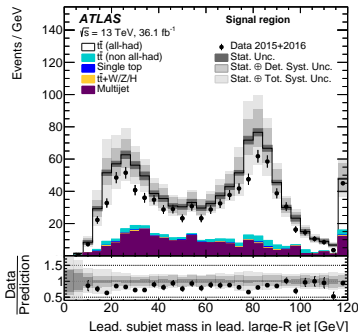 ATLAS Signal region
√s = 13 TeV, 36.1 fb⁻¹
tt̄ (all-had)
tt̄ (non all-had)
Single top
tt̄+W/Z/H
Multijet
Data 2015+2016
Stat. Unc.
Stat. ⊕ Det. Syst. Unc.
Stat. ⊕ Tot. Syst. Unc.
Events / GeV
140
120
100
80
60
40
20
Data
Prediction
1.5
1
0.5
0 20 40 60 80 100 120
Lead. subjet mass in lead. large-R jet [GeV]